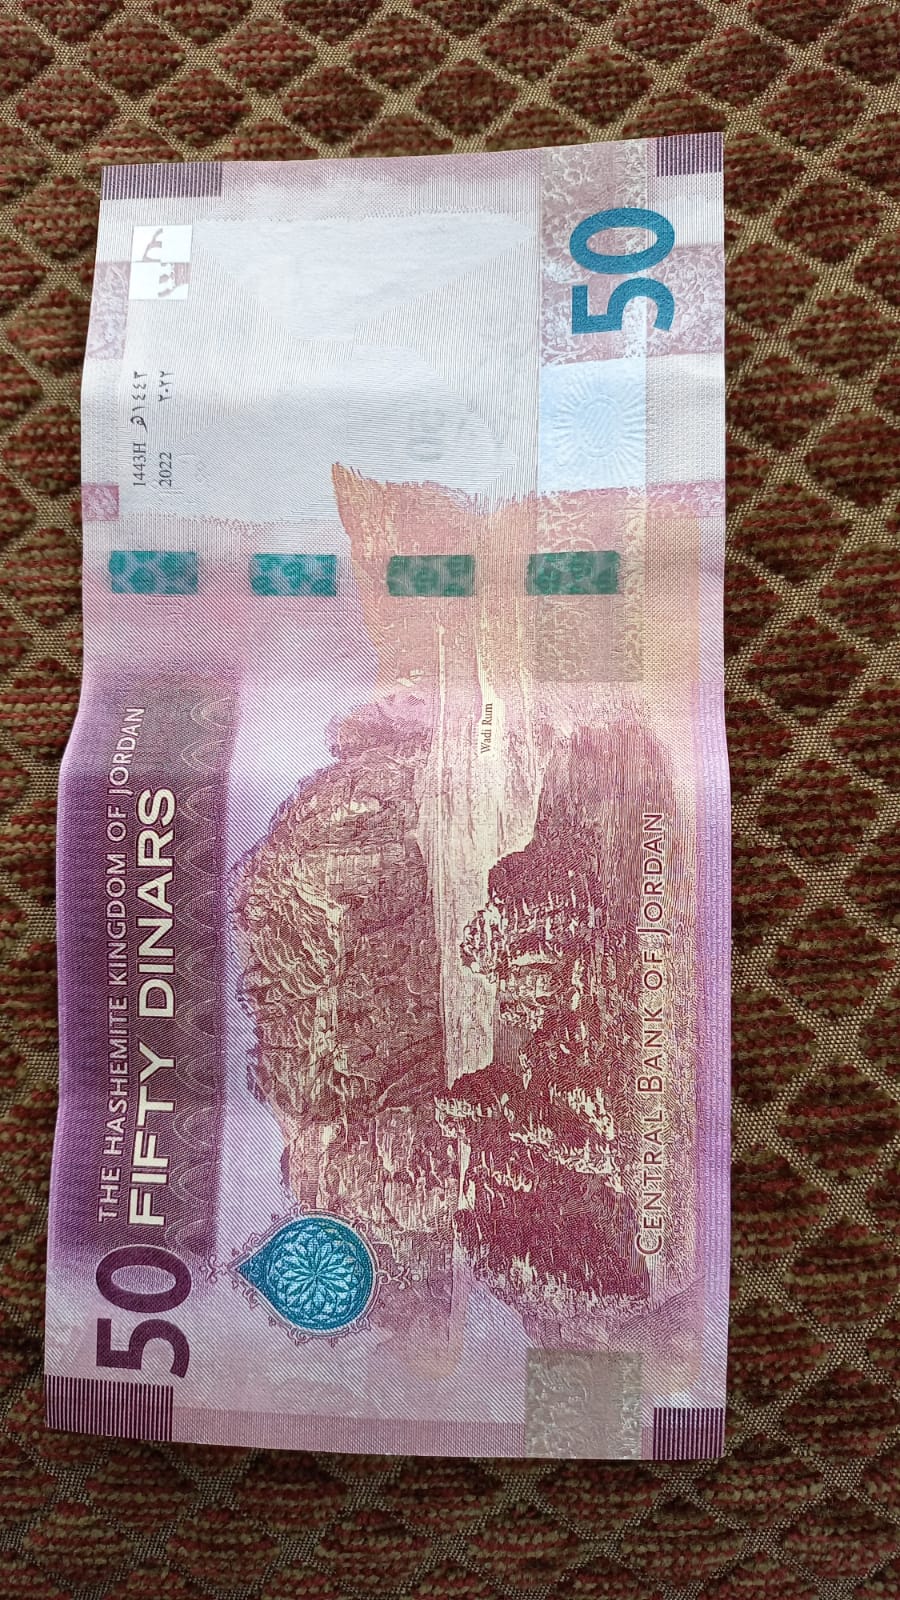 THE HASHEMITE KINGDOM OF JORDAN
50 FIFTY DINARS
1443H ١٤٤٣هـ
2022 ٢٠٢٢
Wadi Rum
CENTRAL BANK OF JORDAN
50